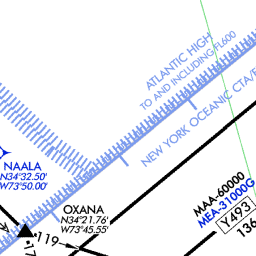 ATLANTIC HIGH
TO AND INCLUDING FL600
NEW YORK OCEANIC CTA/F
NAALA
N34°32.50'
W73°50.00'
OXANA
N34°21.76'
W73°45.55'
MAA-60000
MEA-31000G
Y493
136
119